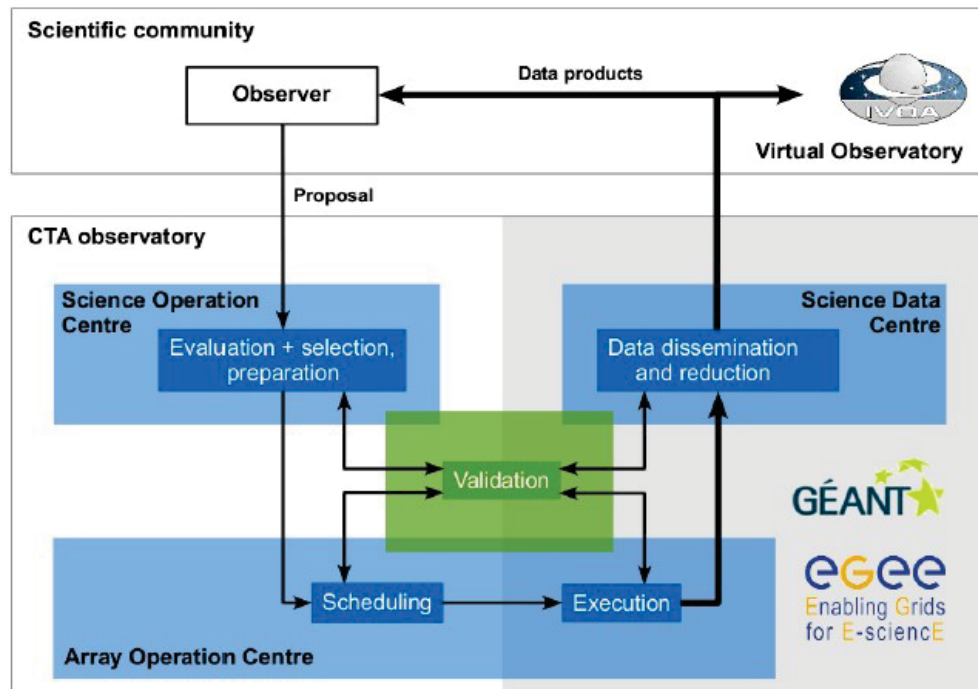 Scientific community
Data products
Observer
IVOA
Virtual Observatory
Proposal
CTA observatory
Science Operation
Centre
Science Data
Centre
Evaluation + selection,
preparation
Data dissemination
and reduction
Validation
GÉANT
Scheduling
Execution
eGee
Enabling Grids
for E-sciencE
Array Operation Centre